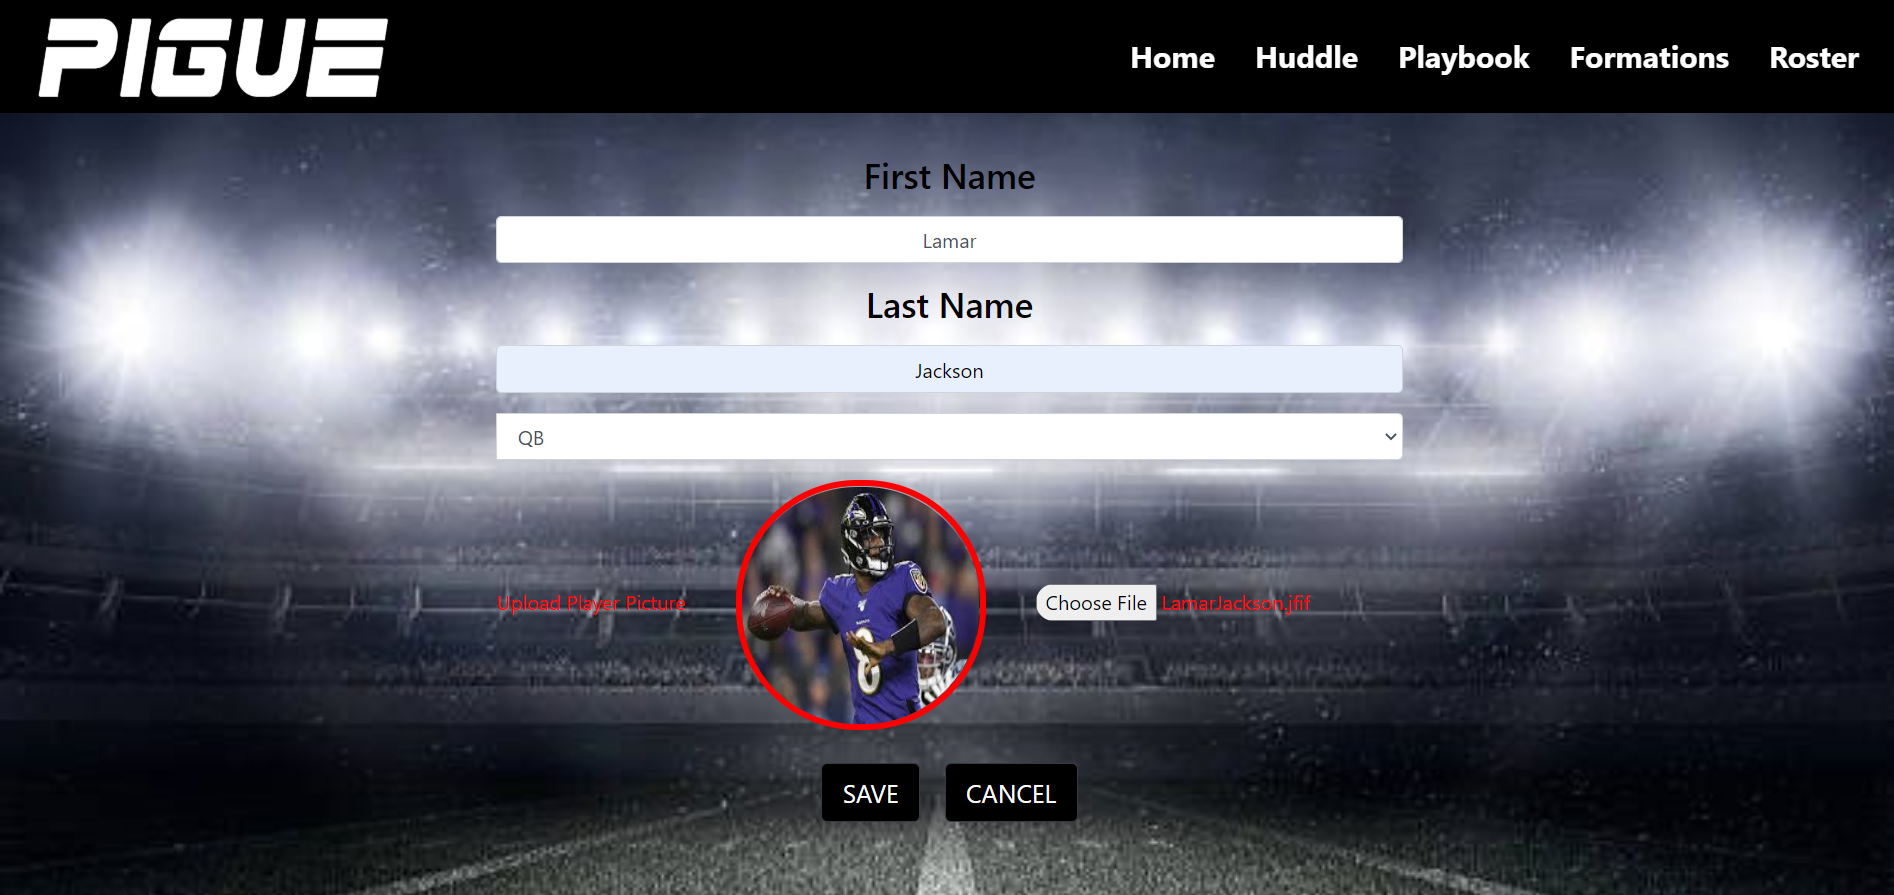 PIGUE
Home Huddle Playbook Formations Roster
First Name
Lamar
Last Name
Jackson
QB
Upload Player Picture
Choose File LamarJackson.jfif
8
SAVE CANCEL